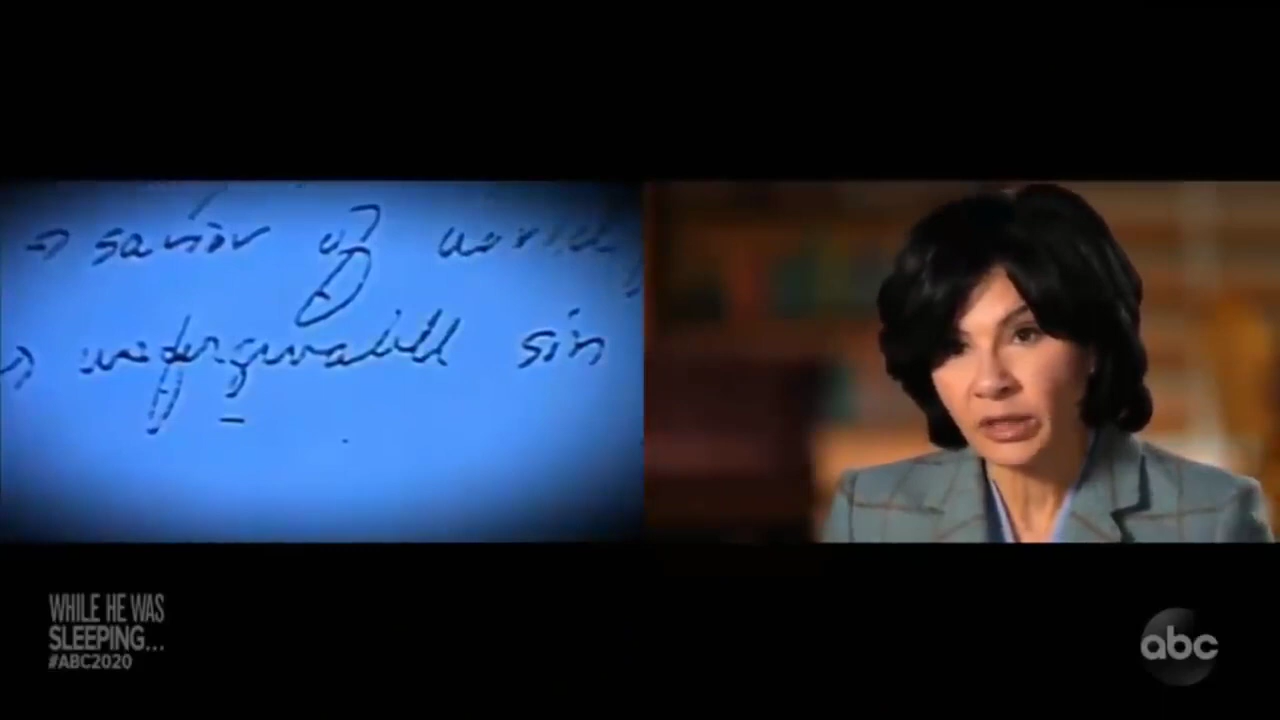 → savior of world
→ unforgivable sin
WHILE HE WAS
SLEEPING...
#ABC2020
abc